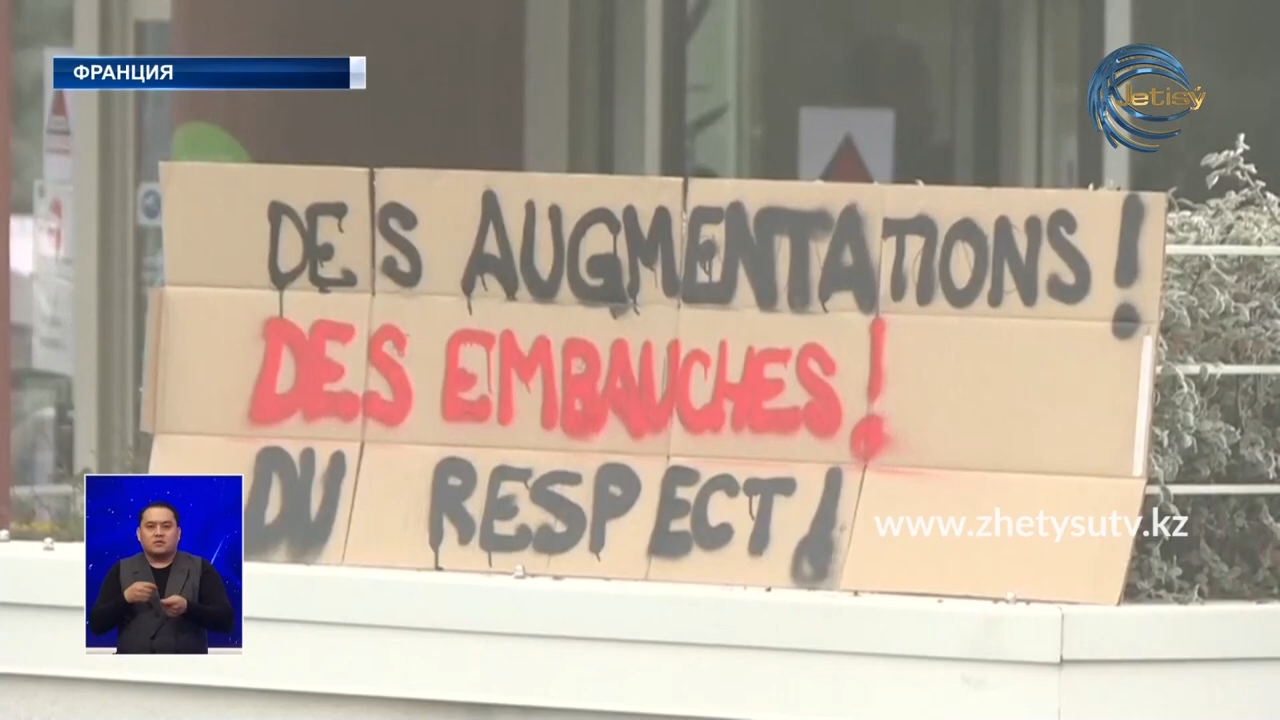 ФРАНЦИЯ
Jetisý
DES AUGMENTATIONS !
DES EMBAUCHES !
DU RESPECT !
www.zhetysutv.kz